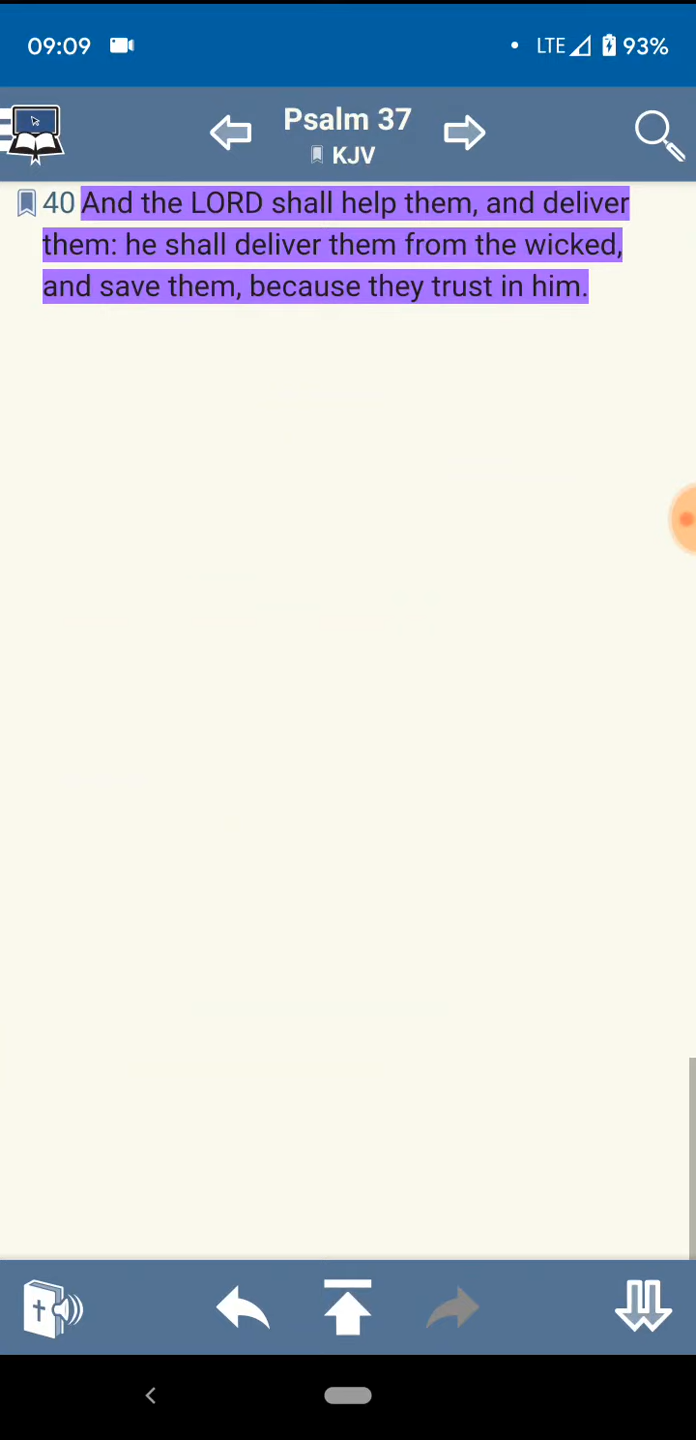 09:09
LTE 93%
Psalm 37
KJV
40 And the LORD shall help them, and deliver
them: he shall deliver them from the wicked,
and save them, because they trust in him.